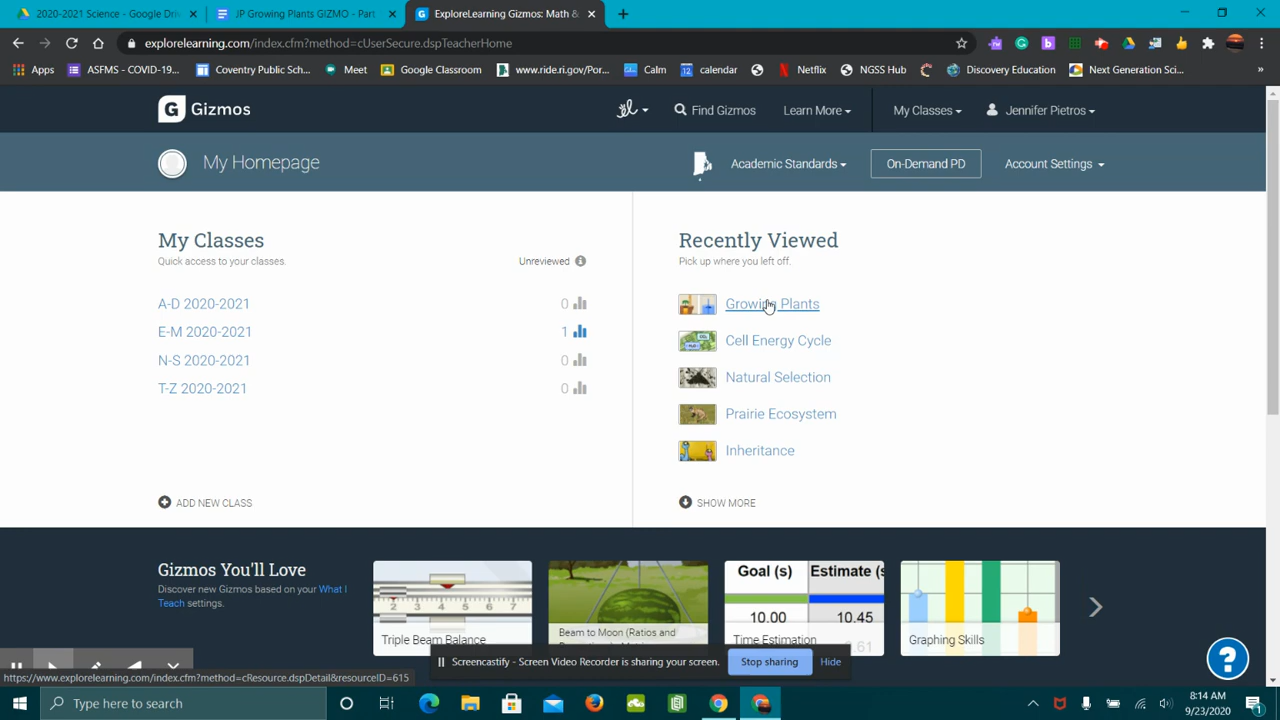 2020-2021 Science - Google Driv
JP Growing Plants GIZMO - Part
ExploreLearning Gizmos: Math &
explorelearning.com/index.cfm?method=cUserSecure.dspTeacherHome
Apps
ASFMS - COVID-19...
Coventry Public Sch...
Meet
Google Classroom
www.ride.ri.gov/Por...
Calm
calendar
Netflix
NGSS Hub
Discovery Education
Next Generation Sci...
»
G Gizmos
Find Gizmos
Learn More
My Classes
Jennifer Pietros
My Homepage
Academic Standards
On-Demand PD
Account Settings
My Classes
Quick access to your classes.
Unreviewed
A-D 2020-2021 0
E-M 2020-2021 1
N-S 2020-2021 0
T-Z 2020-2021 0
ADD NEW CLASS
Recently Viewed
Pick up where you left off.
Growing Plants
Cell Energy Cycle
Natural Selection
Prairie Ecosystem
Inheritance
SHOW MORE
Gizmos You'll Love
Discover new Gizmos based on your What I
Teach settings.
2 3 4 5 6 7
Triple Beam Balance
Beam to Moon (Ratios and
Goal (s) Estimate (s
10.00 10.45
Time Estimation
Graphing Skills
Screencastify - Screen Video Recorder is sharing your screen.
Stop sharing
Hide
https://www.explorelearning.com/index.cfm?method=cResource.dspDetail&resourceID=615
Type here to search
8:14 AM
9/23/2020